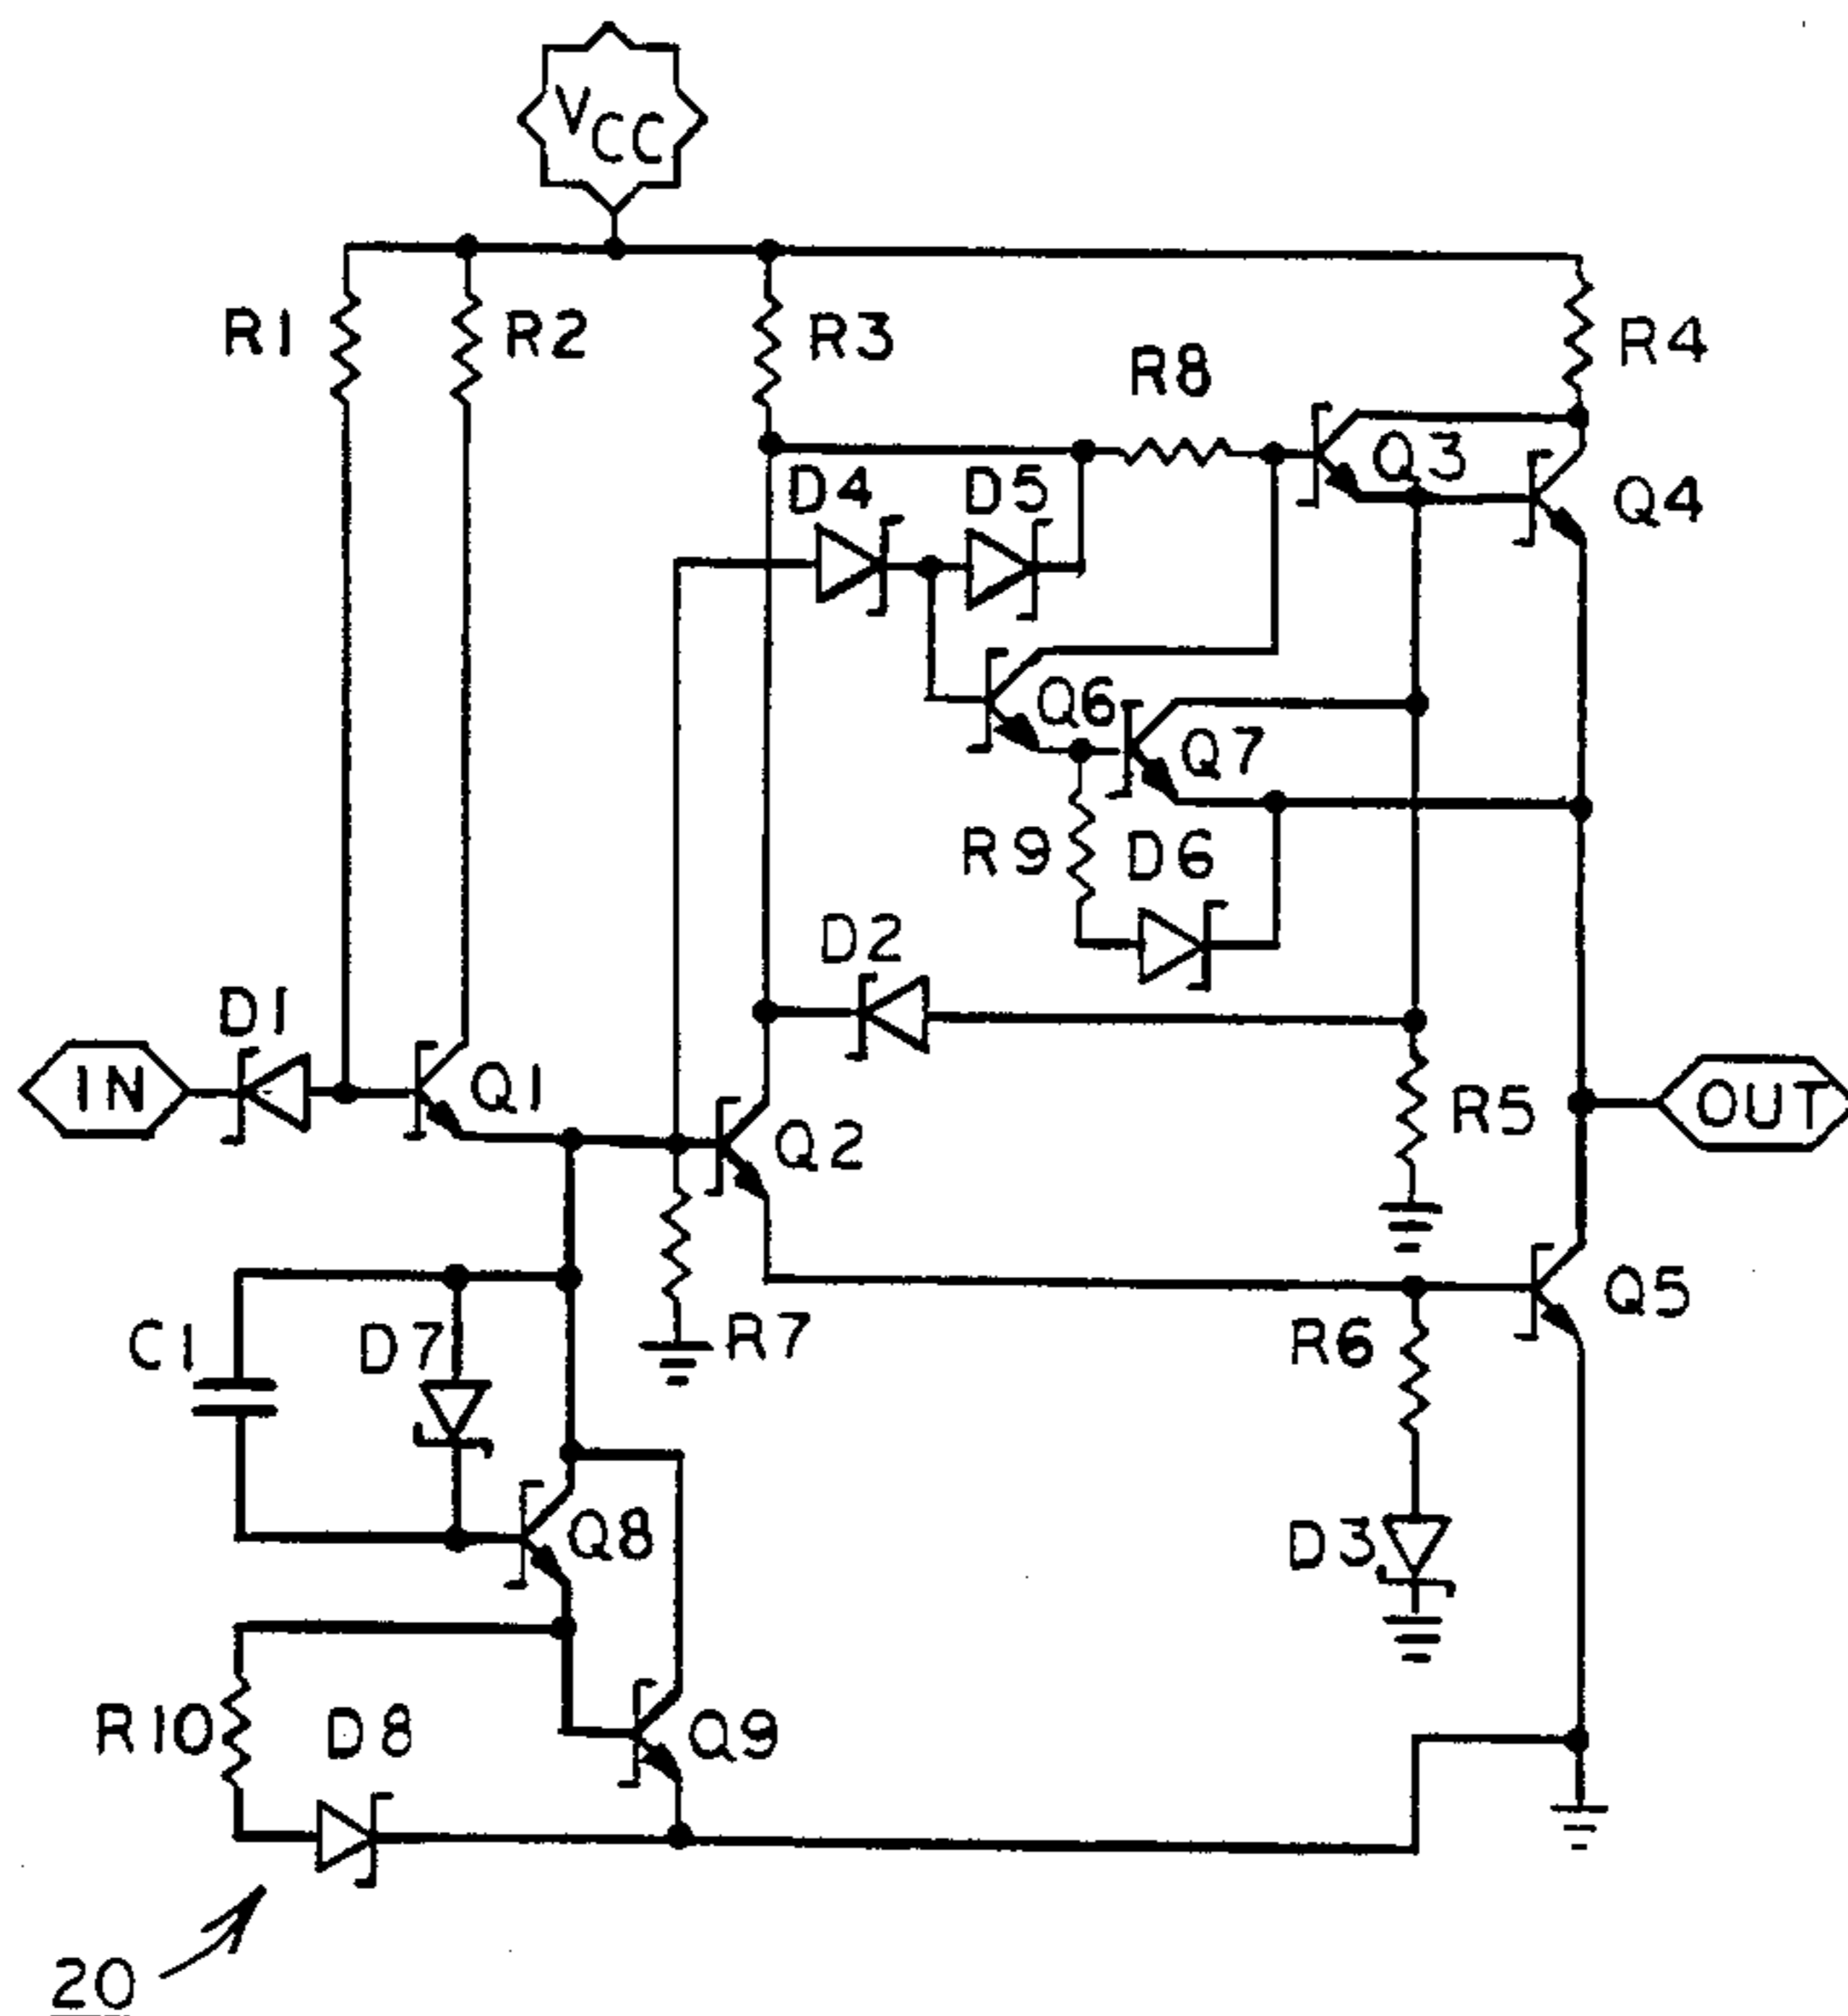 VCC
R1
R2
R3
R4
R8
Q3
D4
D5
Q4
Q6
Q7
R9
D6
D2
D1
IN
Q1
Q2
R5
OUT
Q5
R7
C1
D7
R6
Q8
D3
R10
D8
Q9
20